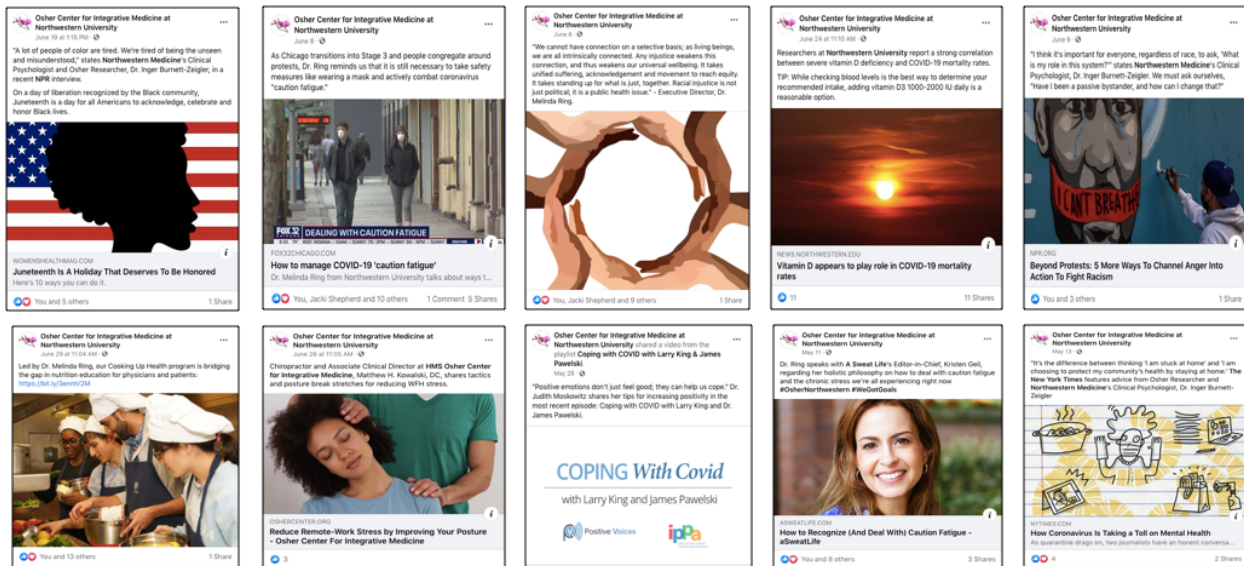 Osher Center for Integrative Medicine at
Northwestern University
June 19 at 1:15 PM ·
"A lot of people of color are tired. We're tired of being the unseen
and misunderstood," states Northwestern Medicine's Clinical
Psychologist and Osher Researcher, Dr. Inger Burnett-Zeigler, in a
recent NPR interview.
On a day of liberation recognized by the Black community,
Juneteenth is a day for all Americans to acknowledge, celebrate and
honor Black lives.
WOMENSHEALTHMAG.COM
Juneteenth Is A Holiday That Deserves To Be Honored
Here's 10 ways you can do it.
You and 5 others
1 Share
Osher Center for Integrative Medicine at
Northwestern University
June 8 ·
As Chicago transitions into Stage 3 and people congregate around
protests, Dr. Ring reminds us that it is still necessary to take safety
measures like wearing a mask and actively combat coronavirus
"caution fatigue."
FOX 32
DEALING WITH CAUTION FATIGUE
FOX32CHICAGO.COM
How to manage COVID-19 'caution fatigue'
Dr. Melinda Ring from Northwestern University talks about ways t...
You, Jacki Shepherd and 10 others
1 Comment 5 Shares
Osher Center for Integrative Medicine at
Northwestern University
June 6 ·
"We cannot have connection on a selective basis; as living beings,
we are all intrinsically connected. Any injustice weakens this
connection, and thus weakens our universal wellbeing. It takes
unified suffering, acknowledgement and movement to reach equity.
It takes standing up for what is just, together. Racial injustice is not
just political; it is a public health issue." - Executive Director, Dr.
Melinda Ring.
You, Jacki Shepherd and 9 others
1 Share
Osher Center for Integrative Medicine at
Northwestern University
June 24 at 11:10 AM ·
Researchers at Northwestern University report a strong correlation
between severe vitamin D deficiency and COVID-19 mortality rates.
TIP: While checking blood levels is the best way to determine your
recommended intake, adding vitamin D3 1000-2000 IU daily is a
reasonable option.
NEWS.NORTHWESTERN.EDU
Vitamin D appears to play role in COVID-19 mortality
rates
11
11 Shares
Osher Center for Integrative Medicine at
Northwestern University
June 9 ·
"I think it's important for everyone, regardless of race, to ask, 'What
is my role in this system?'" states Northwestern Medicine's Clinical
Psychologist, Dr. Inger Burnett-Zeigler. We must ask ourselves,
"Have I been a passive bystander, and how can I change that?"
I CAN'T BREATHE
NPR.ORG
Beyond Protests: 5 More Ways To Channel Anger Into
Action To Fight Racism
You and 3 others
1 Share
Osher Center for Integrative Medicine at
Northwestern University
June 29 at 11:04 AM ·
Led by Dr. Melinda Ring, our Cooking Up Health program is bridging
the gap in nutrition education for physicians and patients:
https://bit.ly/3enmV2M
You and 13 others
1 Share
Osher Center for Integrative Medicine at
Northwestern University
June 26 at 11:05 AM ·
Chiropractor and Associate Clinical Director at HMS Osher Center
for Integrative Medicine, Matthew H. Kowalski, DC, shares tactics
and posture break stretches for reducing WFH stress.
OSHERCENTER.ORG
Reduce Remote-Work Stress by Improving Your Posture
- Osher Center For Integrative Medicine
3
Osher Center for Integrative Medicine at
Northwestern University shared a video from the
playlist Coping with COVID with Larry King & James
Pawelski.
May 28 ·
"Positive emotions don't just feel good; they can help us cope." Dr.
Judith Moskowitz shares her tips for increasing positivity in the
most recent episode: Coping with COVID with Larry King and Dr.
James Pawelski.
COPING With Covid
with Larry King and James Pawelski
Positive Voices
ippa
Osher Center for Integrative Medicine at
Northwestern University
May 11 ·
Dr. Ring speaks with A Sweat Life's Editor-in-Chief, Kristen Geil,
regarding her holistic philosophy on how to deal with caution fatigue
and the chronic stress we're all experiencing right now
#OsherNorthwestern #WeGotGoals
ASWEATLIFE.COM
How to Recognize (And Deal With) Caution Fatigue -
aSweatLife
You and 8 others
3 Shares
Osher Center for Integrative Medicine at
Northwestern University
May 13 ·
"It's the difference between thinking 'I am stuck at home' and 'I am
choosing to protect my community's health by staying at home.' The
New York Times features advice from Osher Researcher and
Northwestern Medicine's Clinical Psychologist, Dr. Inger Burnett-
Zeigler
NYTIMES.COM
How Coronavirus Is Taking a Toll on Mental Health
As quarantine drags on, two journalists have an honest conversa...
4
2 Shares